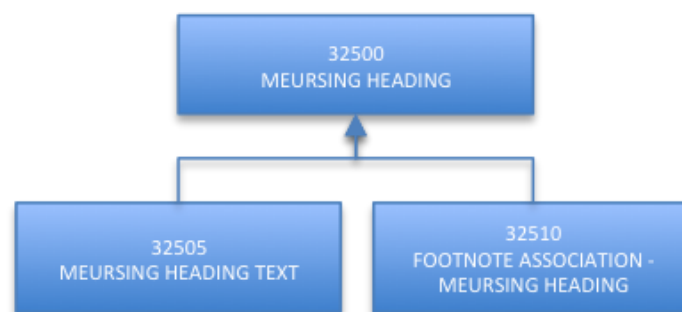 32500
MEURSING HEADING
32505
MEURSING HEADING TEXT
32510
FOOTNOTE ASSOCIATION -
MEURSING HEADING